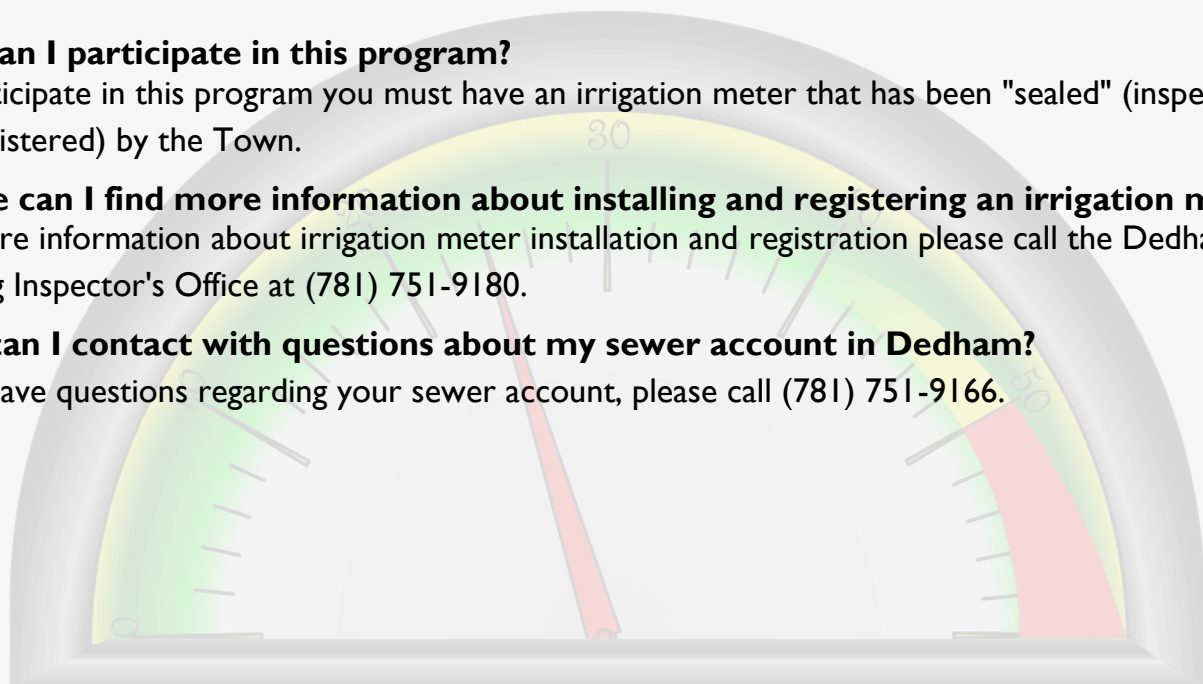 an I participate in this program?
icipate in this program you must have an irrigation meter that has been "sealed" (inspe
istered) by the Town.
e can I find more information about installing and registering an irrigation m
re information about irrigation meter installation and registration please call the Dedha
g Inspector's Office at (781) 751-9180.
can I contact with questions about my sewer account in Dedham?
ave questions regarding your sewer account, please call (781) 751-9166.
30
50
0